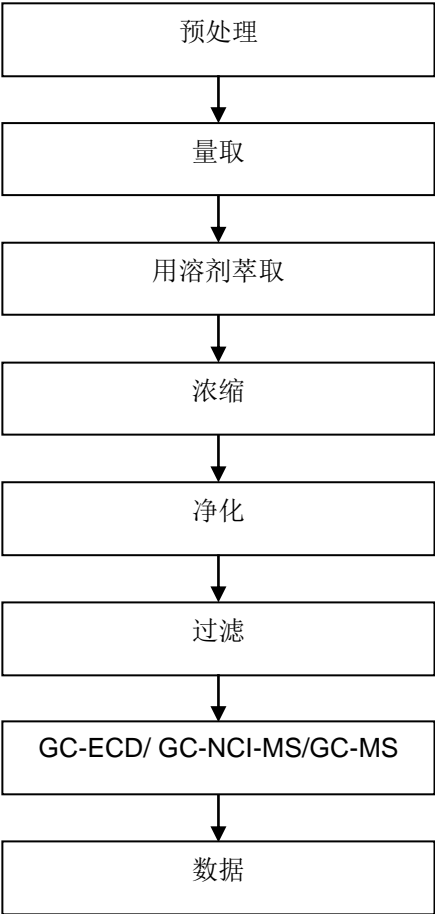 预处理
量取
用溶剂萃取
浓缩
净化
过滤
GC-ECD/ GC-NCI-MS/GC-MS
数据